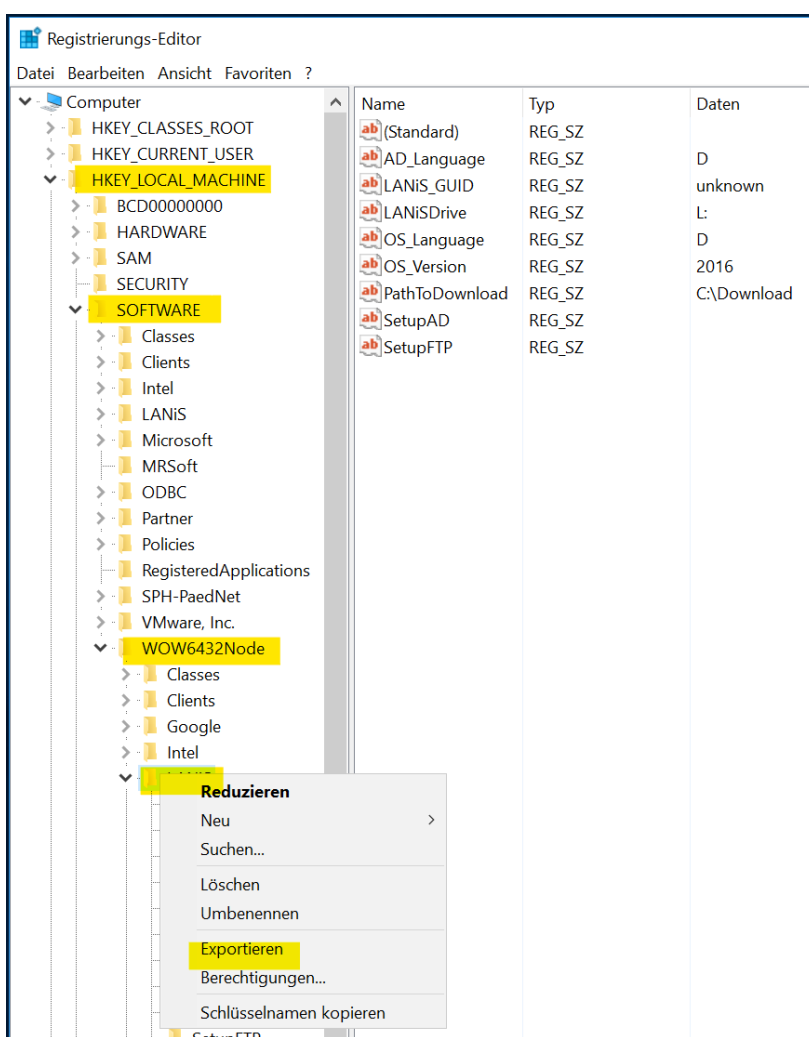 Registrierungs-Editor
Datei Bearbeiten Ansicht Favoriten ?
Computer
HKEY_CLASSES_ROOT
HKEY_CURRENT_USER
HKEY_LOCAL_MACHINE
BCD00000000
HARDWARE
SAM
SECURITY
SOFTWARE
Classes
Clients
Intel
LANiS
Microsoft
MRSoft
ODBC
Partner
Policies
RegisteredApplications
SPH-PaedNet
VMware, Inc.
WOW6432Node
Classes
Clients
Google
Intel
Reduzieren
Neu
Suchen...
Löschen
Umbenennen
Exportieren
Berechtigungen...
Schlüsselnamen kopieren
SetupFTP
Name Typ Daten
(Standard) REG_SZ
AD_Language REG_SZ D
LANiS_GUID REG_SZ unknown
LANiSDrive REG_SZ L:
OS_Language REG_SZ D
OS_Version REG_SZ 2016
PathToDownload REG_SZ C:\Download
SetupAD REG_SZ
SetupFTP REG_SZ